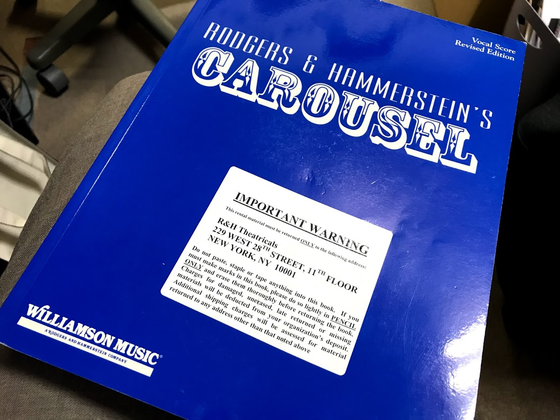 Vocal Score
Revised Edition
RODGERS & HAMMERSTEIN'S
CAROUSEL
IMPORTANT WARNING
This rental material must be returned ONLY to the following address:
R&H Theatricals
229 WEST 28TH STREET, 11TH FLOOR
NEW YORK, NY 10001
Do not paste, staple or tape anything into this book. If you
must make marks in this book, please do so lightly in PENCIL
ONLY and erase them thoroughly before returning the book.
Charges for damaged, unerased, late returned or missing
materials will be deducted from your organization's deposit.
Additional shipping charges will be assessed for material
returned to any address other than that noted above
WILLIAMSON MUSIC®
A RODGERS AND HAMMERSTEIN COMPANY